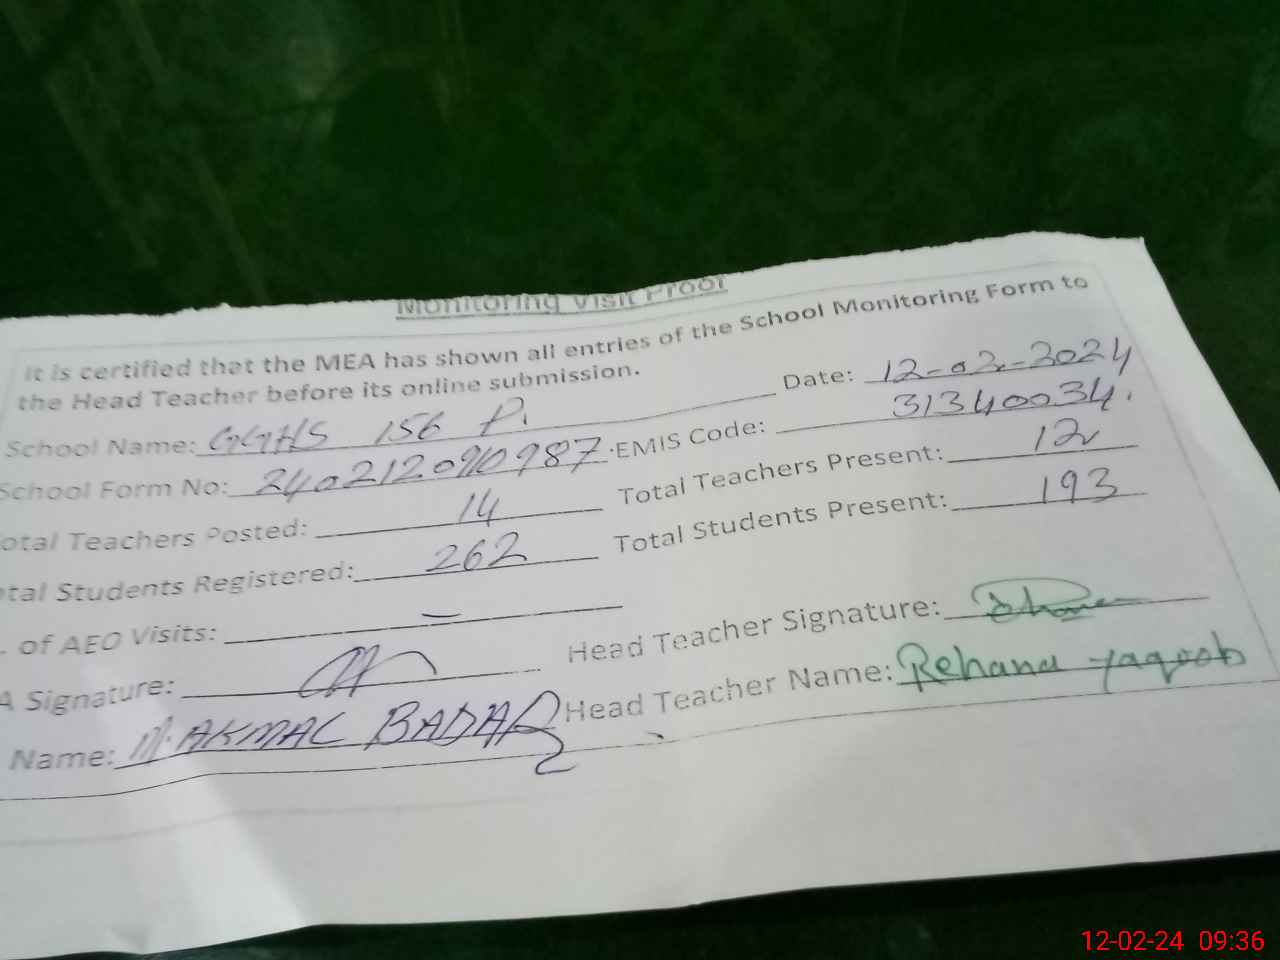 Monitoring Visit Proof
It is certified that the MEA has shown all entries of the School Monitoring Form to
the Head Teacher before its online submission.
Date: 12-02-2024
School Name: GGHS 156 P.
EMIS Code: 31340034.
School Form No: 240212090987
Total Teachers Present: 12
otal Teachers Posted: 14
Total Students Present: 193
tal Students Registered: 262
. of AEO Visits: —
Head Teacher Signature:
A Signature:
Head Teacher Name: Rehana yaqoob
Name: M. AKMAL BADAR
12-02-24 09:36